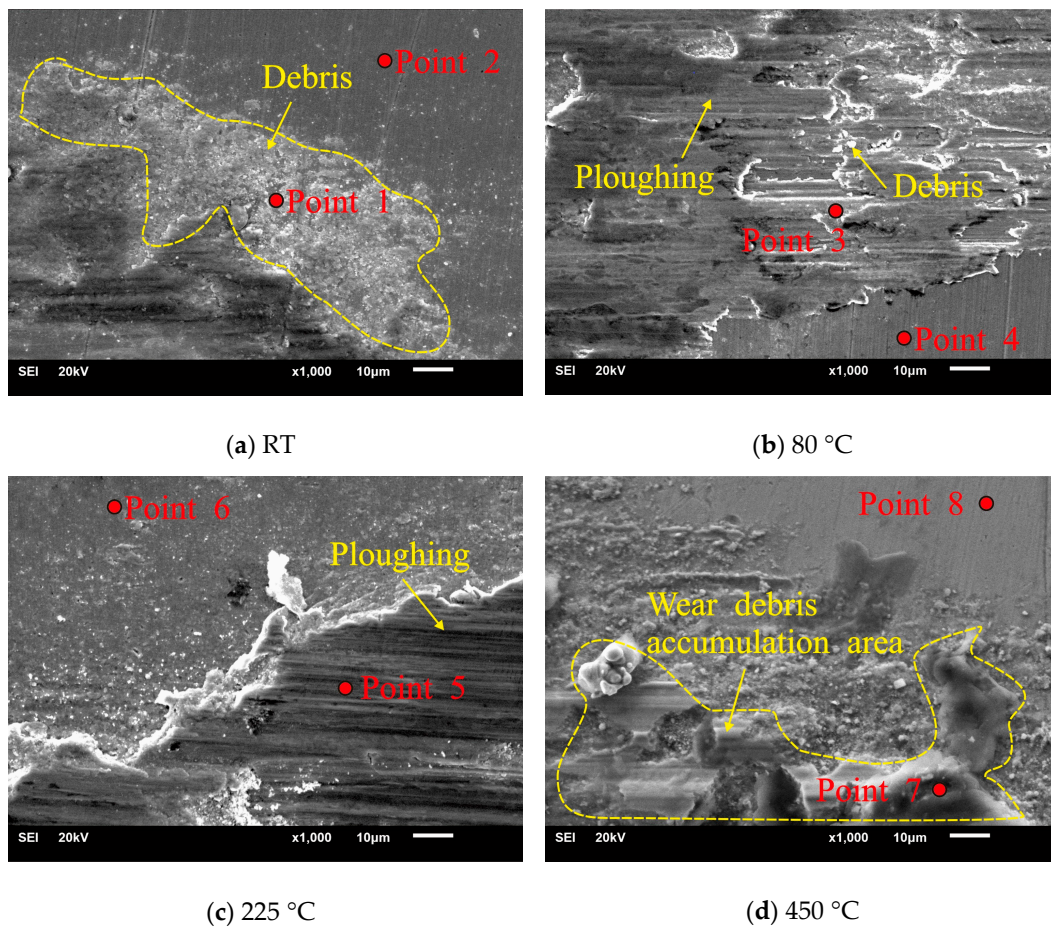 Point 2
Debris
Point 1
SEI 20kV x1,000 10μm
(a) RT
Ploughing
Debris
Point 3
Point 4
SEI 20kV x1,000 10μm
(b) 80 °C
Point 6
Ploughing
Point 5
SEI 20kV x1,000 10μm
(c) 225 °C
Point 8
Wear debris
accumulation area
Point 7
SEI 20kV x1,000 10μm
(d) 450 °C